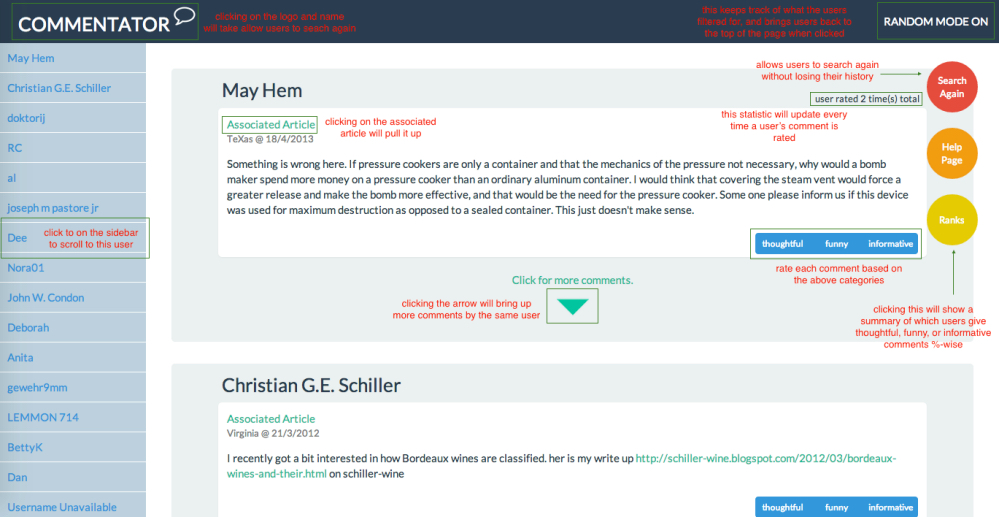 COMMENTATOR
clicking on the logo and name
will take allow users to seach again
this keeps track of what the users
filtered for, and brings users back to
the top of the page when clicked
RANDOM MODE ON
May Hem
Christian G.E. Schiller
doktorij
RC
al
joseph m pastore jr
Dee
click to on the sidebar
to scroll to this user
Nora01
John W. Condon
Deborah
Anita
gewehr9mm
LEMMON 714
BettyK
Dan
Username Unavailable
May Hem
allows users to search again
without losing their history
Search
Again
user rated 2 time(s) total
this statistic will update every
time a user's comment is
rated
Associated Article
clicking on the associated
article will pull it up
TeXas @ 18/4/2013
Something is wrong here. If pressure cookers are only a container and that the mechanics of the pressure not necessary, why would a bomb
maker spend more money on a pressure cooker than an ordinary aluminum container. I would think that covering the steam vent would force a
greater release and make the bomb more effective, and that would be the need for the pressure cooker. Some one please inform us if this device
was used for maximum destruction as opposed to a sealed container. This just doesn't make sense.
Help
Page
Ranks
thoughtful funny informative
rate each comment based on
the above categories
Click for more comments.
clicking the arrow will bring up
more comments by the same user
clicking this will show a
summary of which users give
thoughtful, funny, or informative
comments %-wise
Christian G.E. Schiller
Associated Article
Virginia @ 21/3/2012
I recently got a bit interested in how Bordeaux wines are classified. her is my write up http://schiller-wine.blogspot.com/2012/03/bordeaux-
wines-and-their.html on schiller-wine
thoughtful funny informative